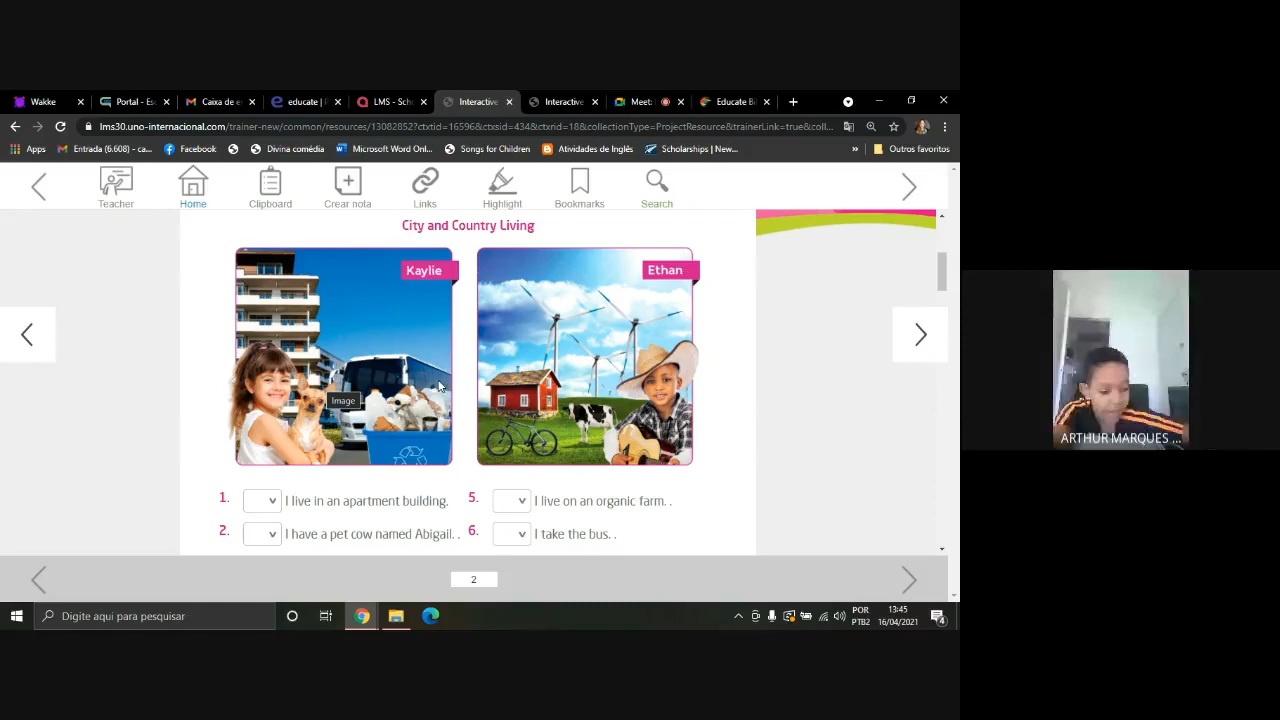 Wakke
Portal - Es
Caixa de e
educate |
LMS - Sch
Interactive
Interactive
Meet:
Educate Bi
lms30.uno-internacional.com/trainer-new/common/resources/13082852?ctxtid=16596&ctxsid=434&ctxrid=18&collectionType=ProjectResource&trainerLink=true&coll...
Apps
Entrada (6.608) - ca...
Facebook
Divina comédia
Microsoft Word Onl...
Songs for Children
Atividades de Inglês
Scholarships | New...
»
Outros favoritos
Teacher
Home
Clipboard
Crear nota
Links
Highlight
Bookmarks
Search
City and Country Living
Kaylie
Ethan
Image
ARTHUR MARQUES ...
1. I live in an apartment building.
5. I live on an organic farm. .
2. I have a pet cow named Abigail. .
6. I take the bus. .
2
Digite aqui para pesquisar
POR
PTB2
13:45
16/04/2021
4